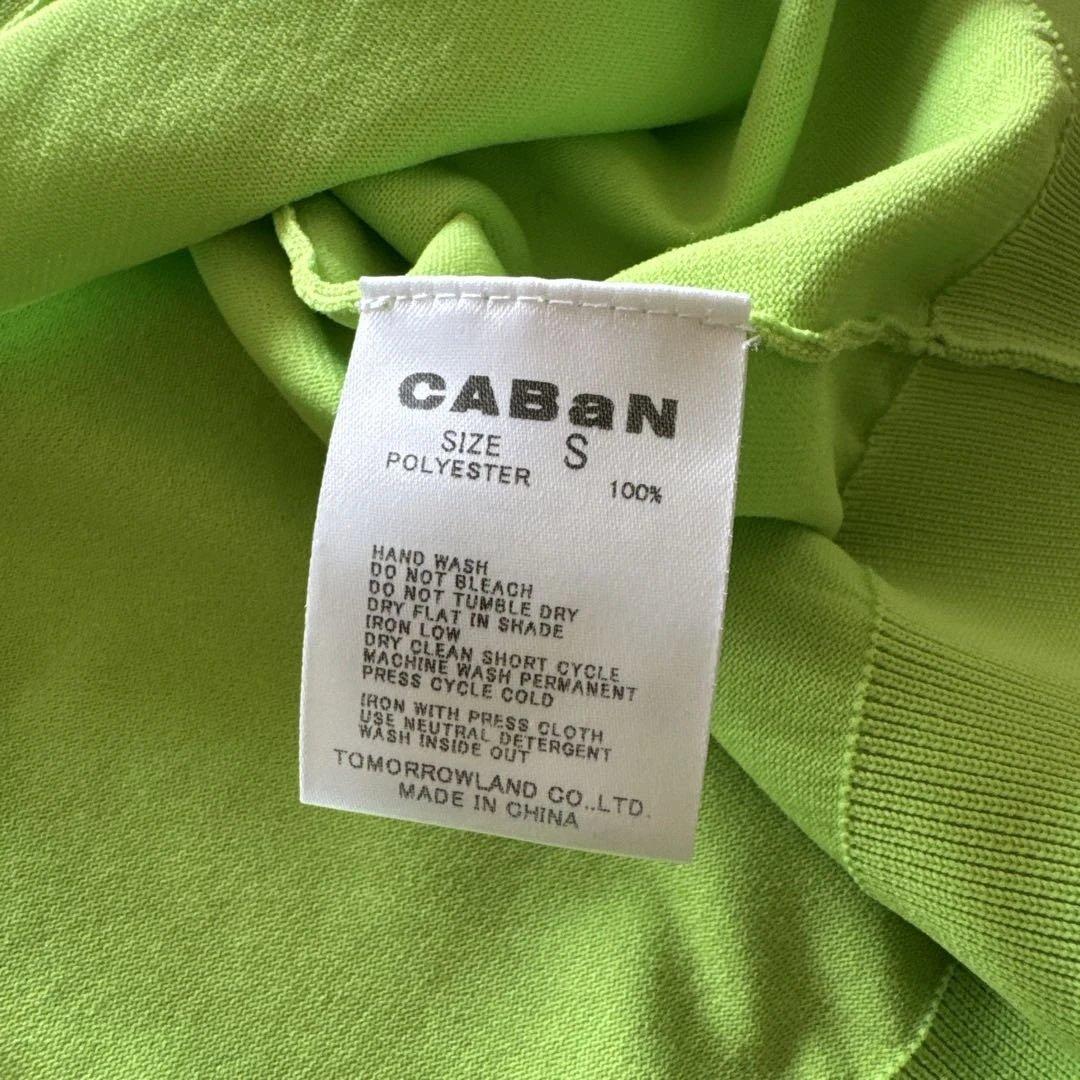 CABaN
SIZE S
POLYESTER 100%
HAND WASH
DO NOT BLEACH
DO NOT TUMBLE DRY
DRY FLAT IN SHADE
IRON LOW
DRY CLEAN SHORT CYCLE
MACHINE WASH PERMANENT
PRESS CYCLE COLD
IRON WITH PRESS CLOTH
USE NEUTRAL DETERGENT
WASH INSIDE OUT
TOMORROWLAND CO.,LTD.
MADE IN CHINA